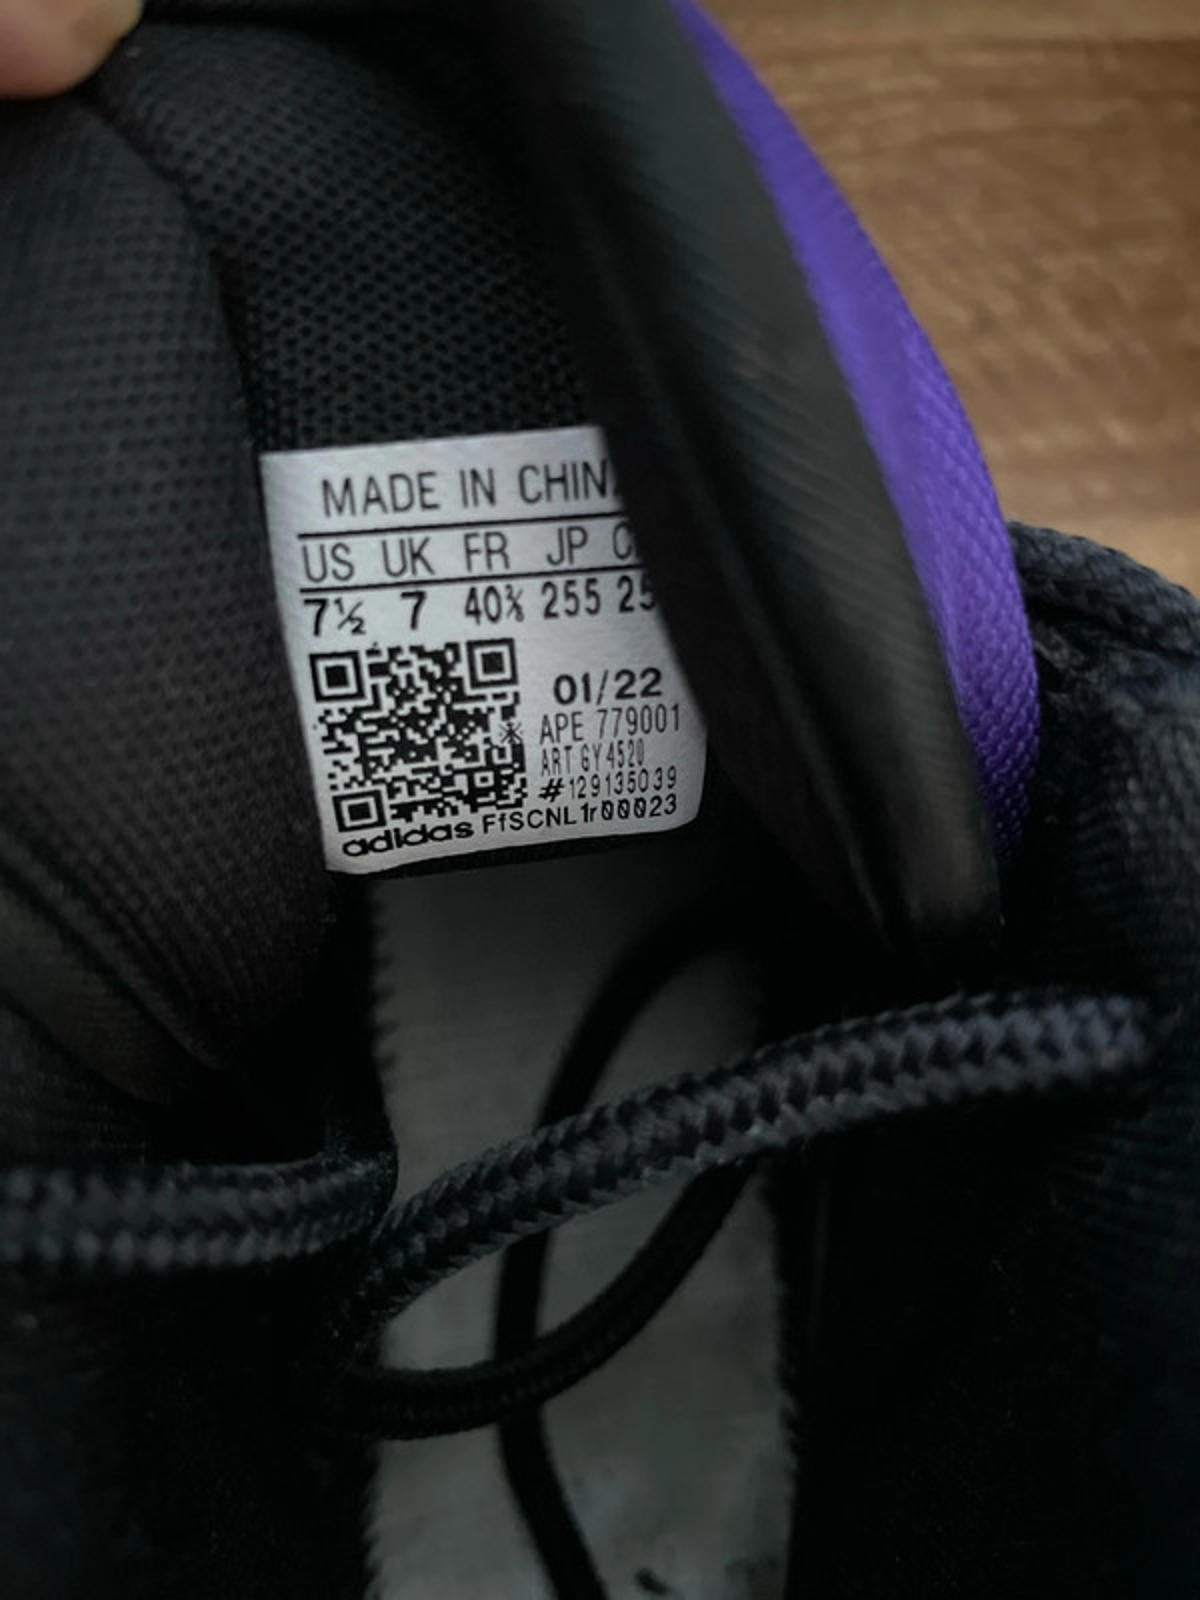 MADE IN CHIN
US UK FR JP C
7½ 7 40⅔ 255 25
01/22
APE 779001
ART GY4520
#129135039
adidas FfSCNL1r00023